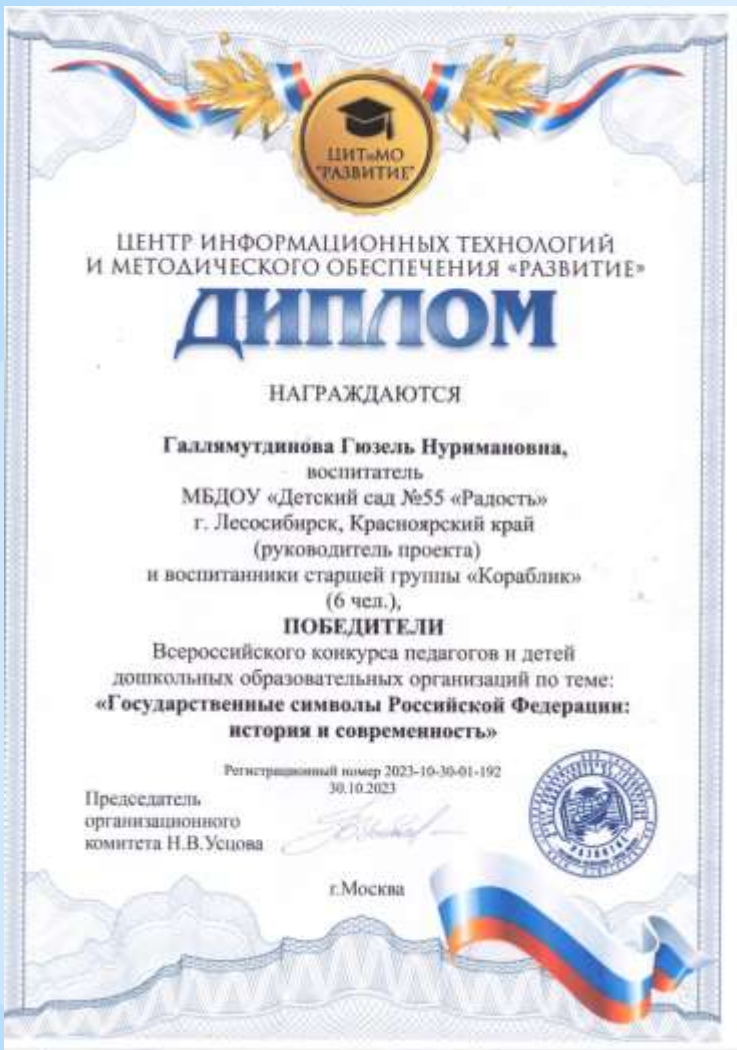 ЦИТиМО
"РАЗВИТИЕ"
ЦЕНТР ИНФОРМАЦИОННЫХ ТЕХНОЛОГИЙ
И МЕТОДИЧЕСКОГО ОБЕСПЕЧЕНИЯ «РАЗВИТИЕ»
ДИПЛОМ
НАГРАЖДАЮТСЯ
Галлямутдинова Гюзель Нуримановна,
воспитатель
МБДОУ «Детский сад №55 «Радость»
г. Лесосибирск, Красноярский край
(руководитель проекта)
и воспитанники старшей группы «Кораблик»
(6 чел.),
ПОБЕДИТЕЛИ
Всероссийского конкурса педагогов и детей
дошкольных образовательных организаций по теме:
«Государственные символы Российской Федерации:
история и современность»
Регистрационный номер 2023-10-30-01-192
30.10.2023
Председатель
организационного
комитета Н.В.Усцова
РАЗВИТИЕ
г.Москва